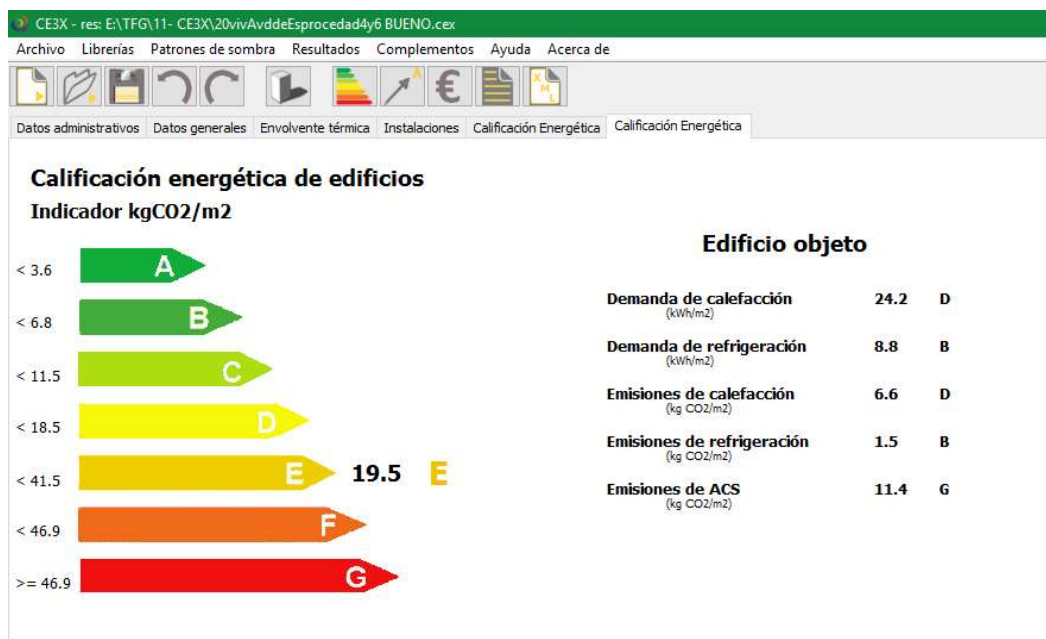 CE3X - res: E:\TFG\11- CE3X\20vivAvddeEsprocedad4y6 BUENO.cex
Archivo Librerías Patrones de sombra Resultados Complementos Ayuda Acerca de
A € X M L
Datos administrativos Datos generales Envolvente térmica Instalaciones Calificación Energética Calificación Energética
Calificación energética de edificios
Indicador kgCO2/m2
Edificio objeto
< 3.6 A
Demanda de calefacción 24.2 D
(kWh/m2)
< 6.8 B
Demanda de refrigeración 8.8 B
(kWh/m2)
< 11.5 C
Emisiones de calefacción 6.6 D
(kg CO2/m2)
< 18.5 D
Emisiones de refrigeración 1.5 B
(kg CO2/m2)
< 41.5 E 19.5 E
Emisiones de ACS 11.4 G
(kg CO2/m2)
< 46.9 F
>= 46.9 G